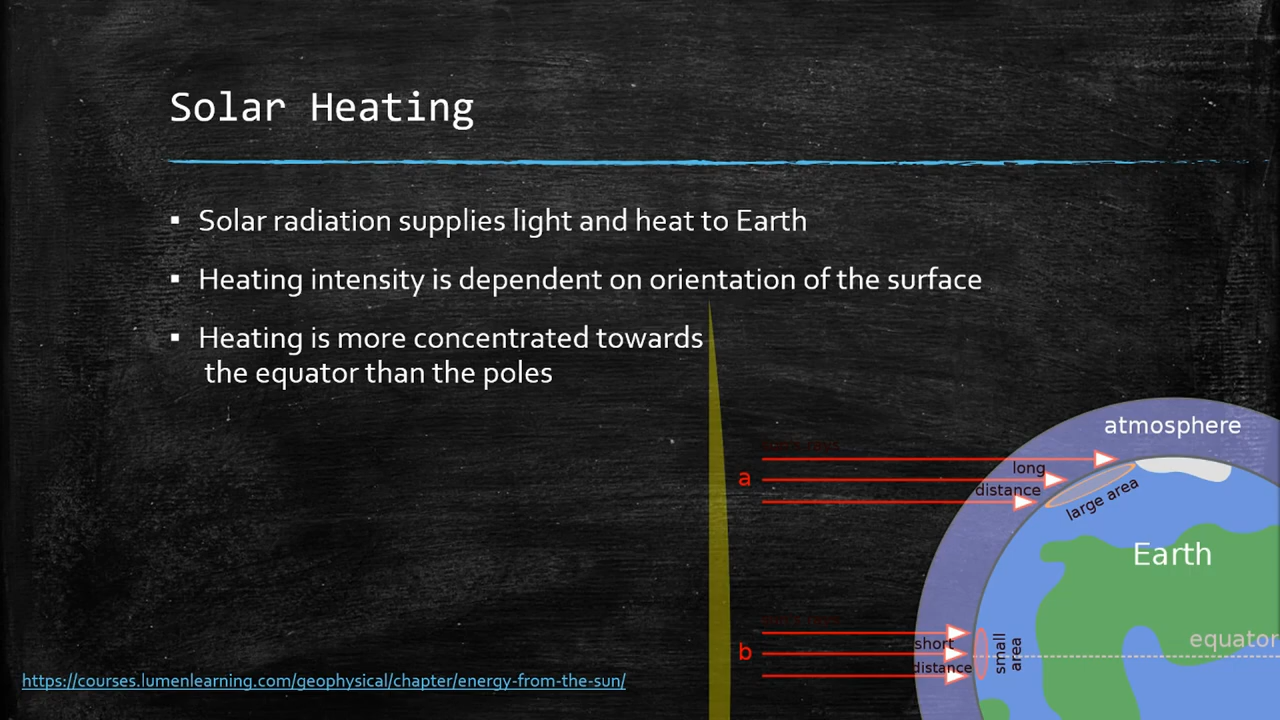 Solar Heating
▪ Solar radiation supplies light and heat to Earth
▪ Heating intensity is dependent on orientation of the surface
▪ Heating is more concentrated towards
the equator than the poles
atmosphere
a
long
distance
large area
Earth
equator
b
short
distance
small
area
https://courses.lumenlearning.com/geophysical/chapter/energy-from-the-sun/